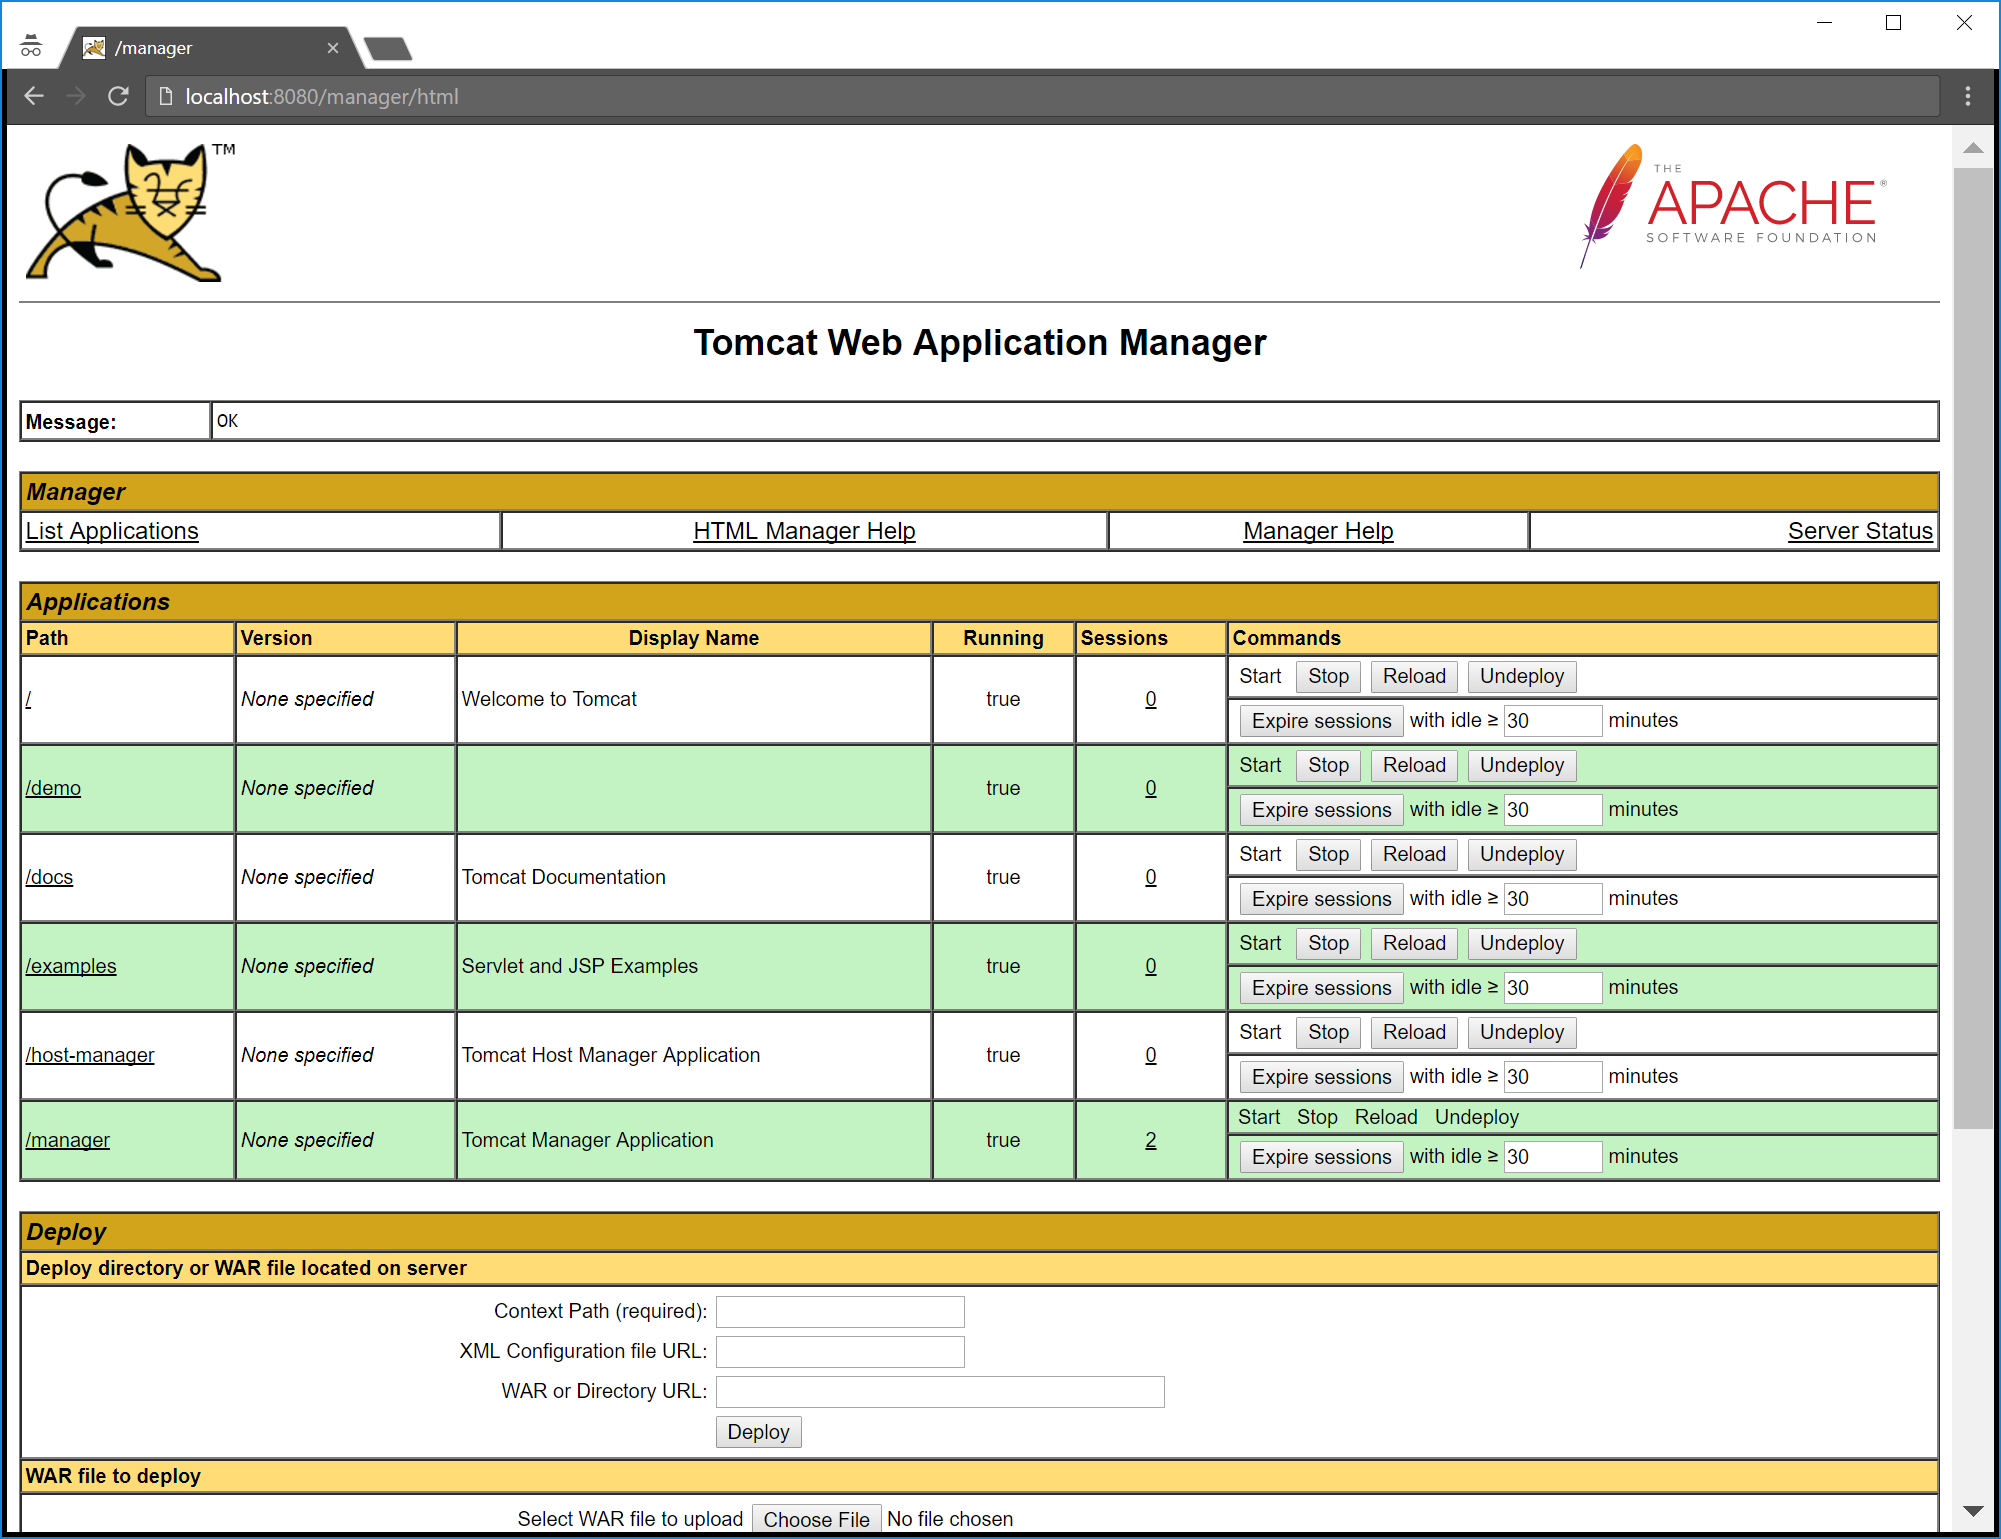 /manager
localhost:8080/manager/html
TM
THE
APACHE®
SOFTWARE FOUNDATION
Tomcat Web Application Manager
Message: OK
Manager
List Applications HTML Manager Help Manager Help Server Status
Applications
Path Version Display Name Running Sessions Commands
/ None specified Welcome to Tomcat true 0
Start Stop Reload Undeploy
Expire sessions with idle ≥ 30 minutes
/demo None specified true 0
Start Stop Reload Undeploy
Expire sessions with idle ≥ 30 minutes
/docs None specified Tomcat Documentation true 0
Start Stop Reload Undeploy
Expire sessions with idle ≥ 30 minutes
/examples None specified Servlet and JSP Examples true 0
Start Stop Reload Undeploy
Expire sessions with idle ≥ 30 minutes
/host-manager None specified Tomcat Host Manager Application true 0
Start Stop Reload Undeploy
Expire sessions with idle ≥ 30 minutes
/manager None specified Tomcat Manager Application true 2
Start Stop Reload Undeploy
Expire sessions with idle ≥ 30 minutes
Deploy
Deploy directory or WAR file located on server
Context Path (required):
XML Configuration file URL:
WAR or Directory URL:
Deploy
WAR file to deploy
Select WAR file to upload Choose File No file chosen